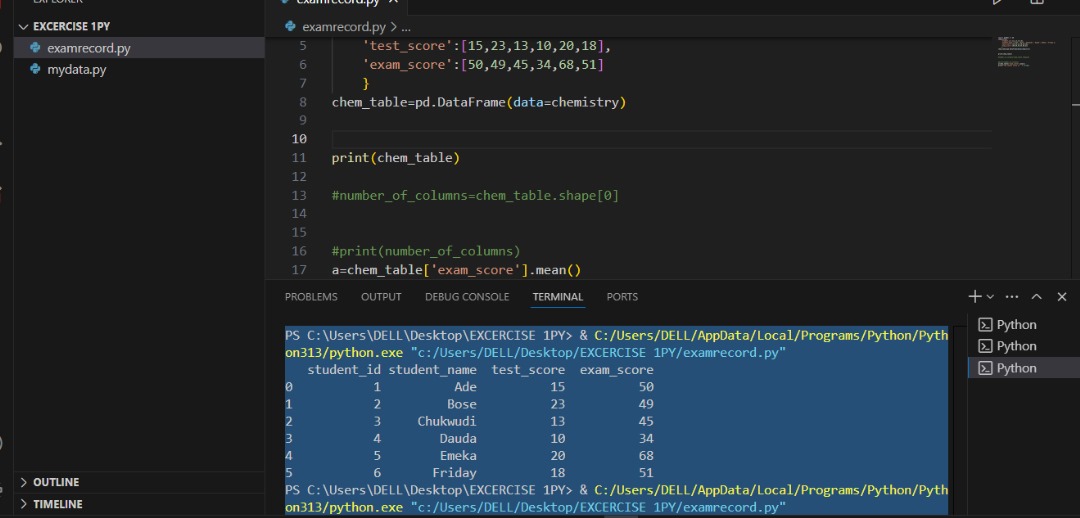 EXPLORER
EXCERCISE 1PY
examrecord.py
mydata.py
OUTLINE
TIMELINE
examrecord.py
examrecord.py > ...
5 'test_score':[15,23,13,10,20,18],
6 'exam_score':[50,49,45,34,68,51]
7 }
8 chem_table=pd.DataFrame(data=chemistry)
9
10
11 print(chem_table)
12
13 #number_of_columns=chem_table.shape[0]
14
15
16 #print(number_of_columns)
17 a=chem_table['exam_score'].mean()
PROBLEMS OUTPUT DEBUG CONSOLE TERMINAL PORTS
PS C:\Users\DELL\Desktop\EXCERCISE 1PY> & C:/Users/DELL/AppData/Local/Programs/Python/Pyth
on313/python.exe "c:/Users/DELL/Desktop/EXCERCISE 1PY/examrecord.py"
student_id student_name test_score exam_score
0 1 Ade 15 50
1 2 Bose 23 49
2 3 Chukwudi 13 45
3 4 Dauda 10 34
4 5 Emeka 20 68
5 6 Friday 18 51
PS C:\Users\DELL\Desktop\EXCERCISE 1PY> & C:/Users/DELL/AppData/Local/Programs/Python/Pyth
on313/python.exe "c:/Users/DELL/Desktop/EXCERCISE 1PY/examrecord.py"
Python
Python
Python